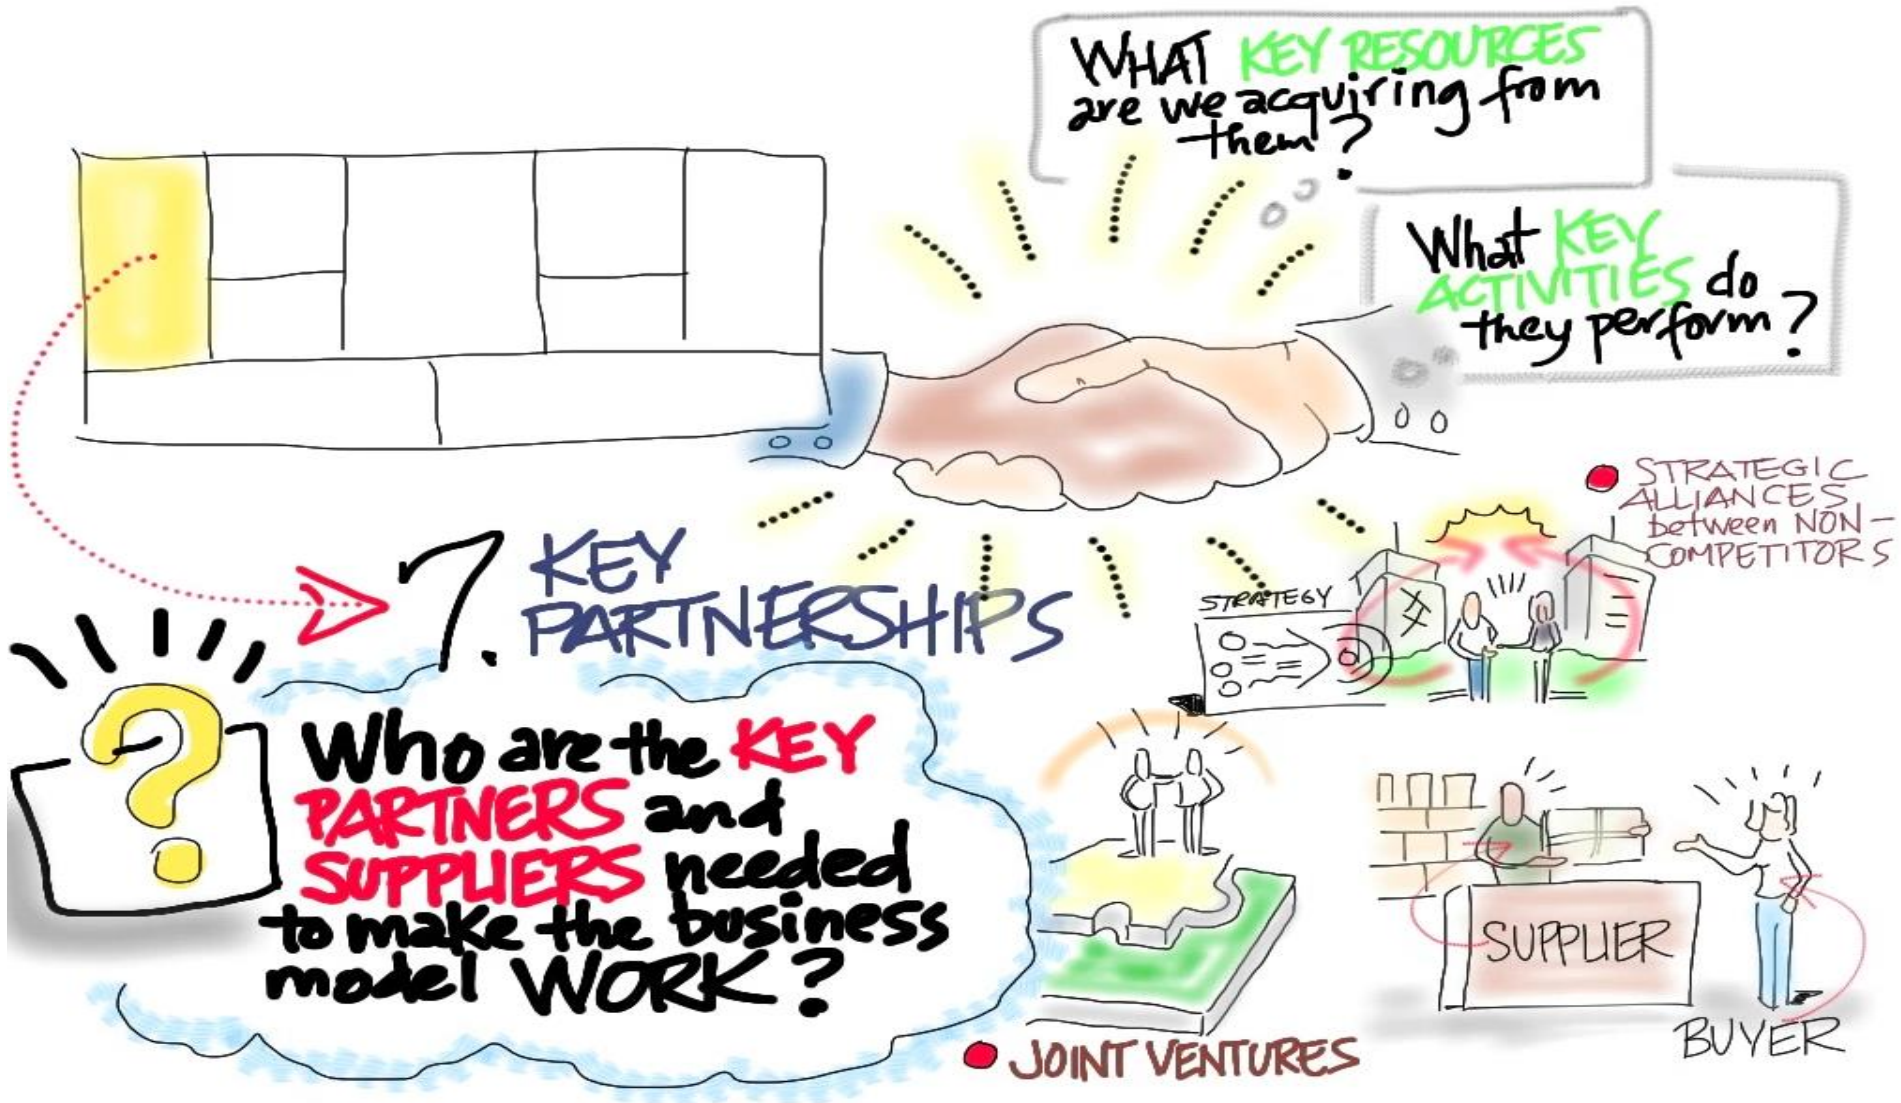 WHAT KEY RESOURCES
are we acquiring from
them?
What KEY
ACTIVITIES do
they perform?
STRATEGIC
ALLIANCES
between NON-
COMPETITORS
7. KEY
PARTNERSHIPS
STRATEGY
Who are the KEY
PARTNERS and
SUPPLIERS needed
to make the business
model WORK?
SUPPLIER
BUYER
JOINT VENTURES